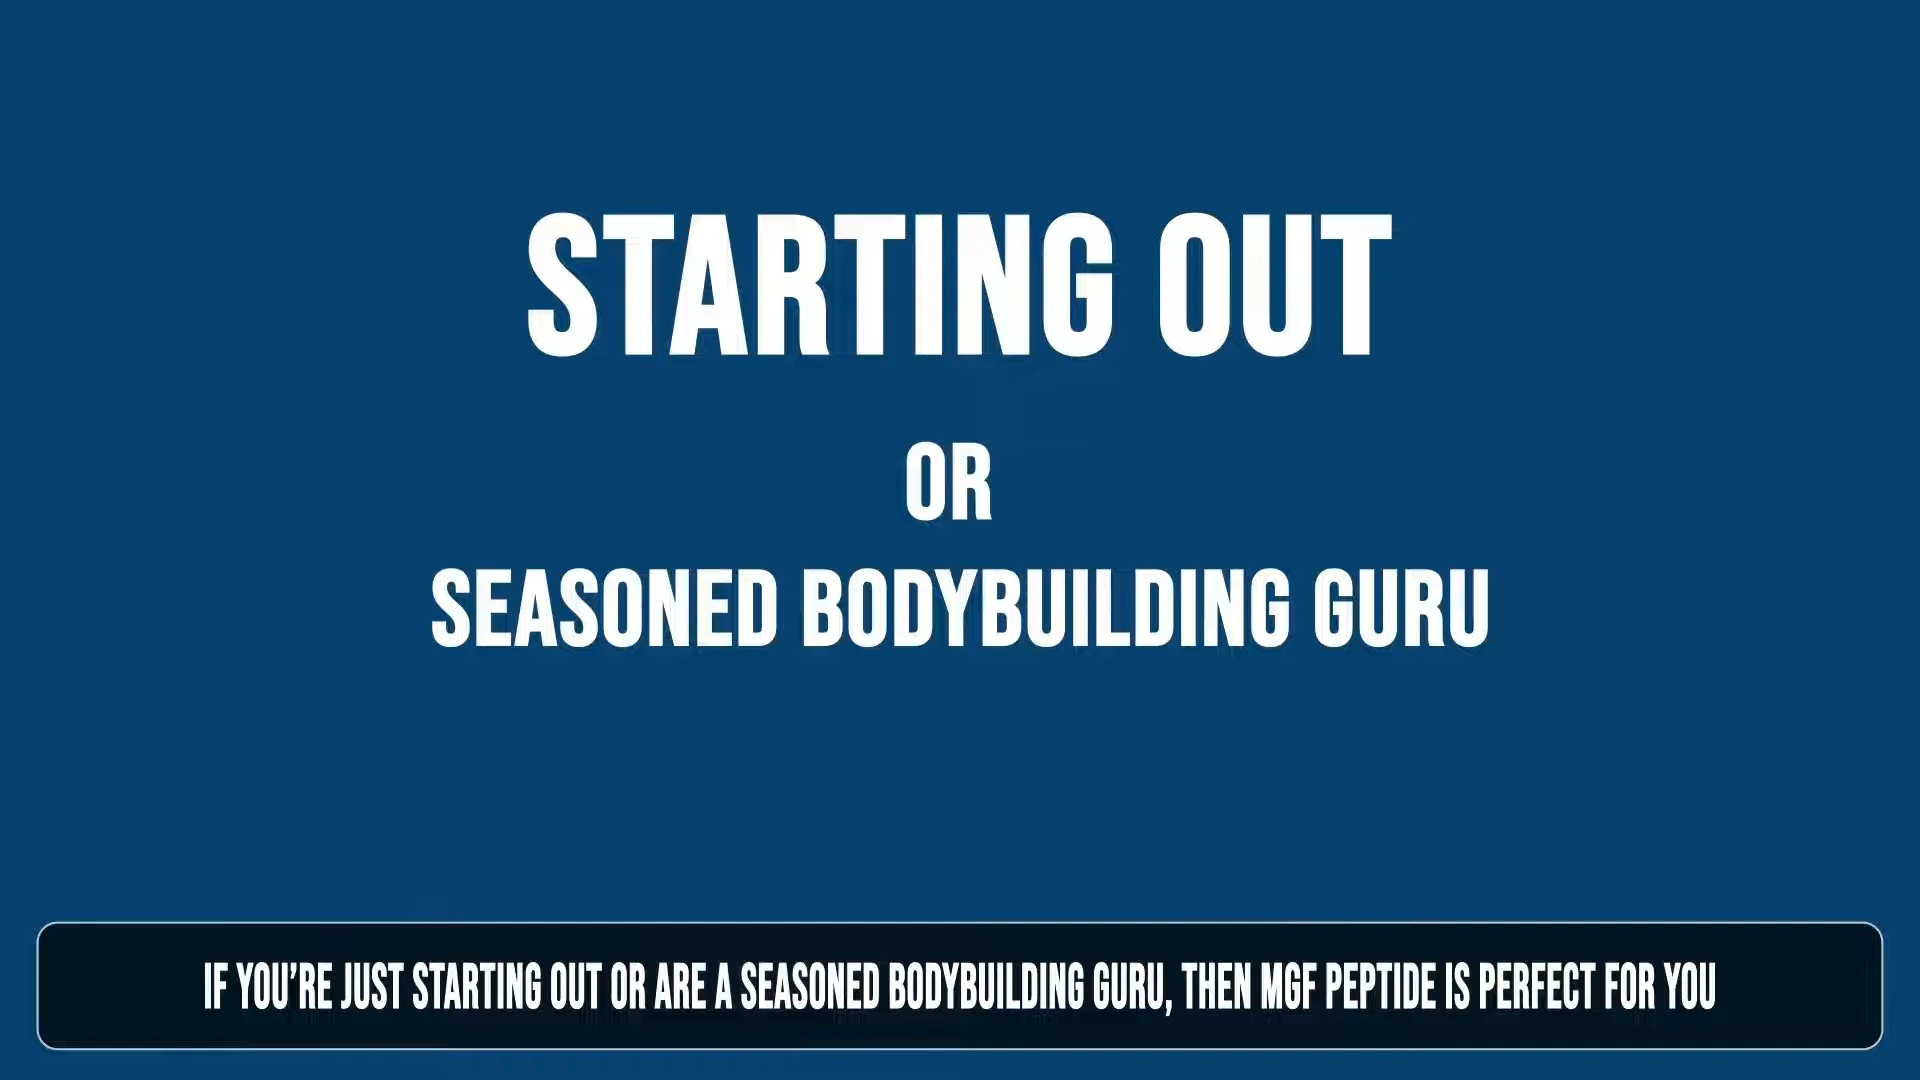 STARTING OUT
OR
SEASONED BODYBUILDING GURU
IF YOU'RE JUST STARTING OUT OR ARE A SEASONED BODYBUILDING GURU, THEN MGF PEPTIDE IS PERFECT FOR YOU